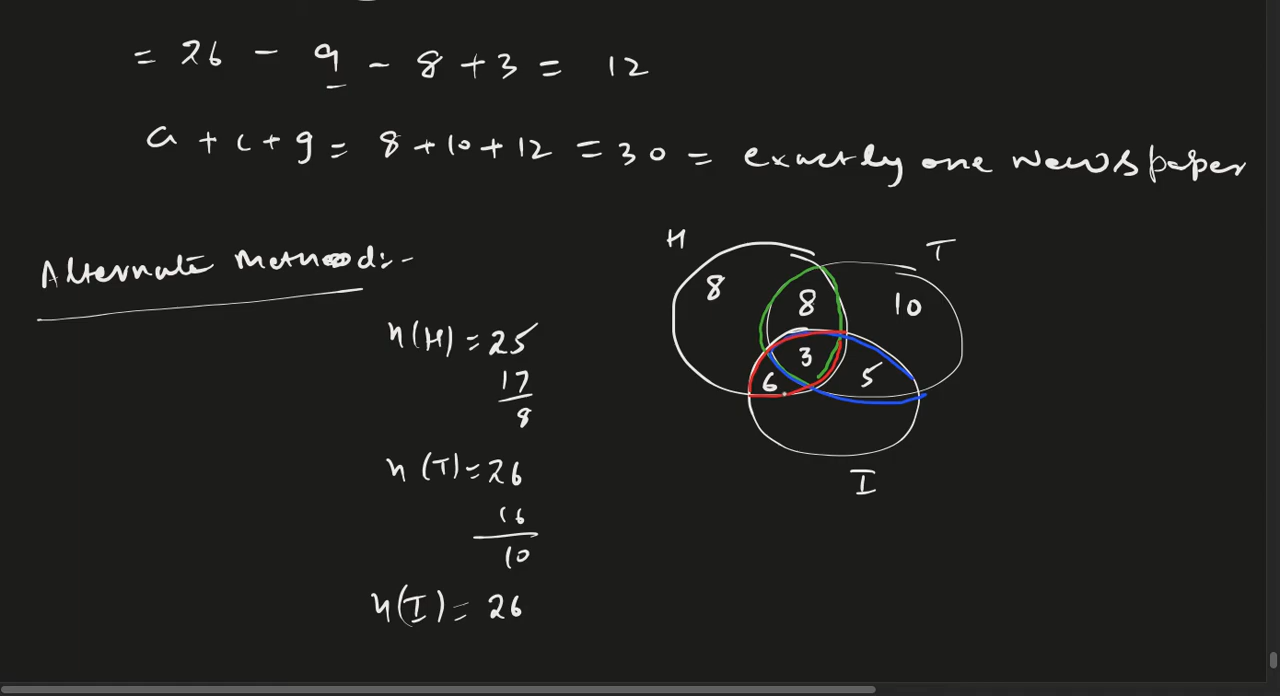 = 26 - 9 - 8 + 3 = 12
a + c + g = 8 + 10 + 12 = 30 = exactly one Newspaper
Alternate Method:-
H
T
8
8
10
3
6
5
I
n(H) = 25
17
8
n(T) = 26
16
10
n(I) = 26